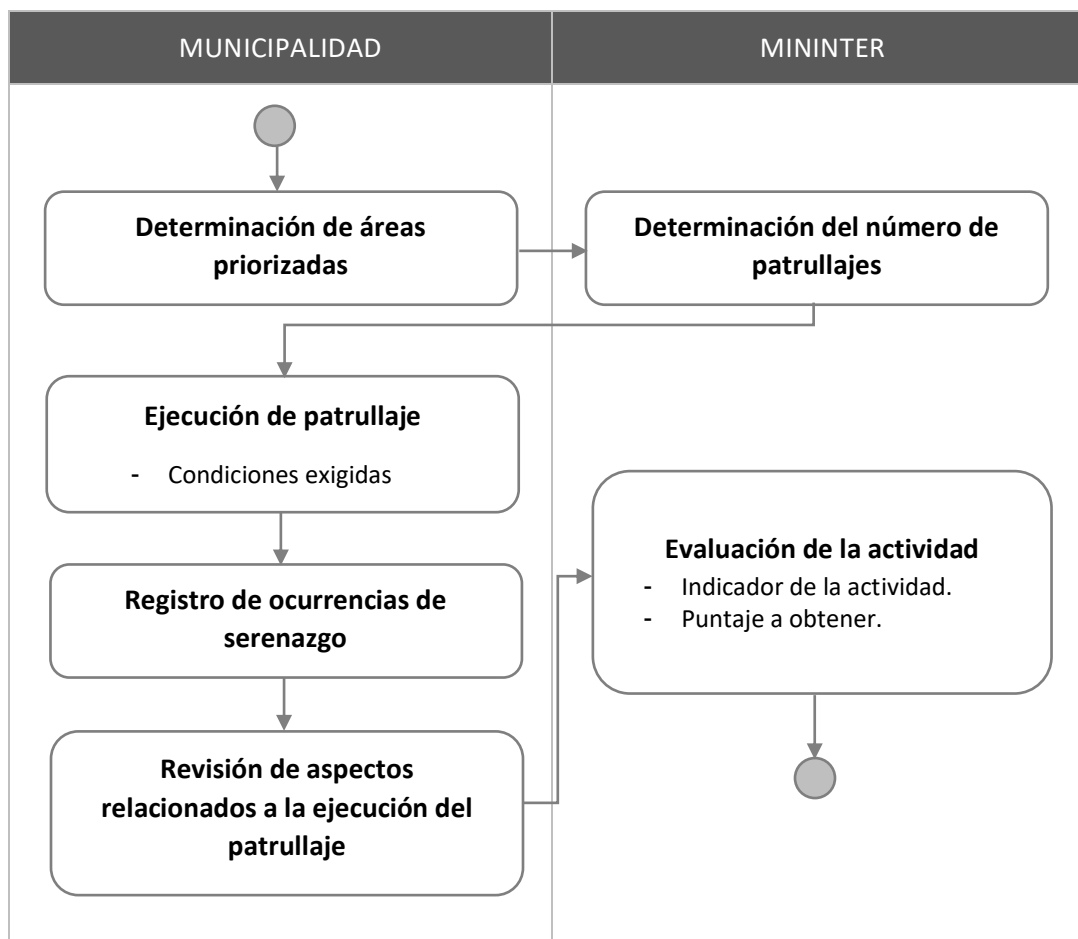 MUNICIPALIDAD
MININTER
Determinación de áreas
priorizadas
Determinación del número de
patrullajes
Ejecución de patrullaje
- Condiciones exigidas
Registro de ocurrencias de
serenazgo
Revisión de aspectos
relacionados a la ejecución del
patrullaje
Evaluación de la actividad
- Indicador de la actividad.
- Puntaje a obtener.